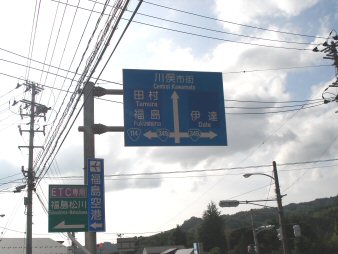 川俣市街
Central Kawamata
田村
Tamura
福島
Fukushima
伊達
Date
114
349
349
福島空港
ETC専用
福島松川